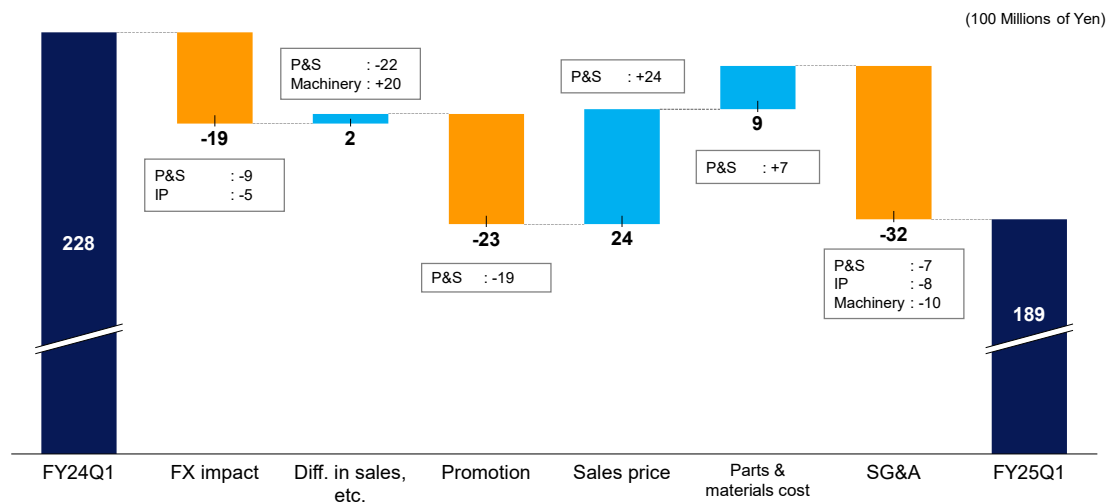 (100 Millions of Yen)
P&S : -22
Machinery : +20
P&S : +24
-19
2
9
P&S : -9
IP : -5
P&S : +7
228
-23
24
-32
P&S : -19
P&S : -7
IP : -8
Machinery : -10
189
FY24Q1
FX impact
Diff. in sales,
etc.
Promotion
Sales price
Parts &
materials cost
SG&A
FY25Q1